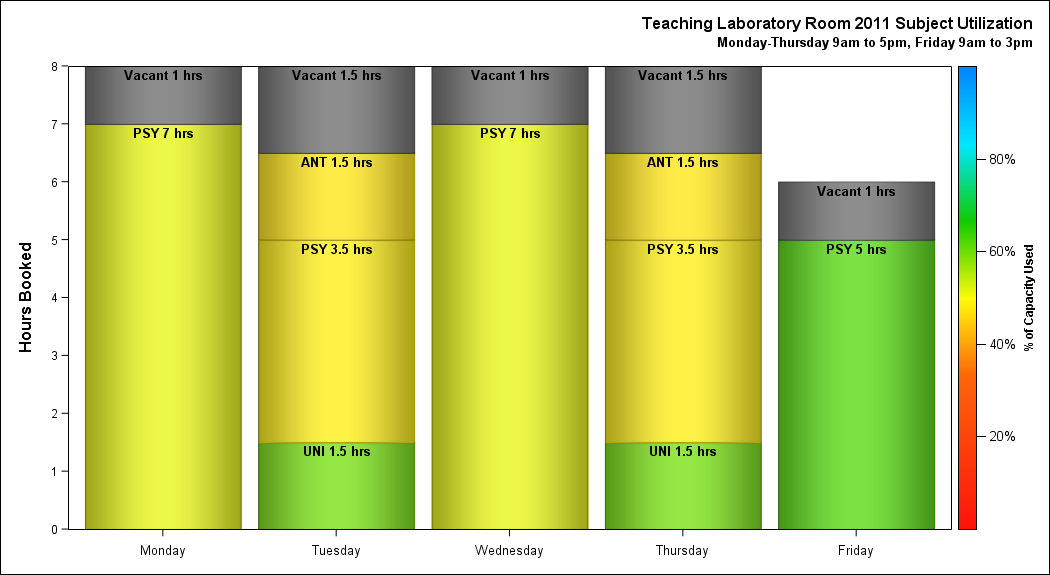 Teaching Laboratory Room 2011 Subject Utilization
Monday-Thursday 9am to 5pm, Friday 9am to 3pm
Hours Booked
8
7
6
5
4
3
2
1
0
Vacant 1 hrs
PSY 7 hrs
Vacant 1.5 hrs
ANT 1.5 hrs
PSY 3.5 hrs
UNI 1.5 hrs
Vacant 1 hrs
PSY 7 hrs
Vacant 1.5 hrs
ANT 1.5 hrs
PSY 3.5 hrs
UNI 1.5 hrs
Vacant 1 hrs
PSY 5 hrs
Monday
Tuesday
Wednesday
Thursday
Friday
80%
60%
40%
20%
% of Capacity Used